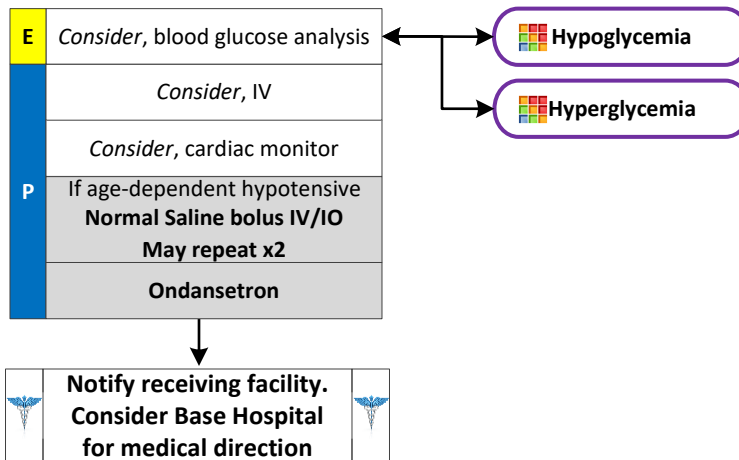 E
Consider, blood glucose analysis
Hypoglycemia
Hyperglycemia
P
Consider, IV
Consider, cardiac monitor
If age-dependent hypotensive
Normal Saline bolus IV/IO
May repeat x2
Ondansetron
Notify receiving facility.
Consider Base Hospital
for medical direction